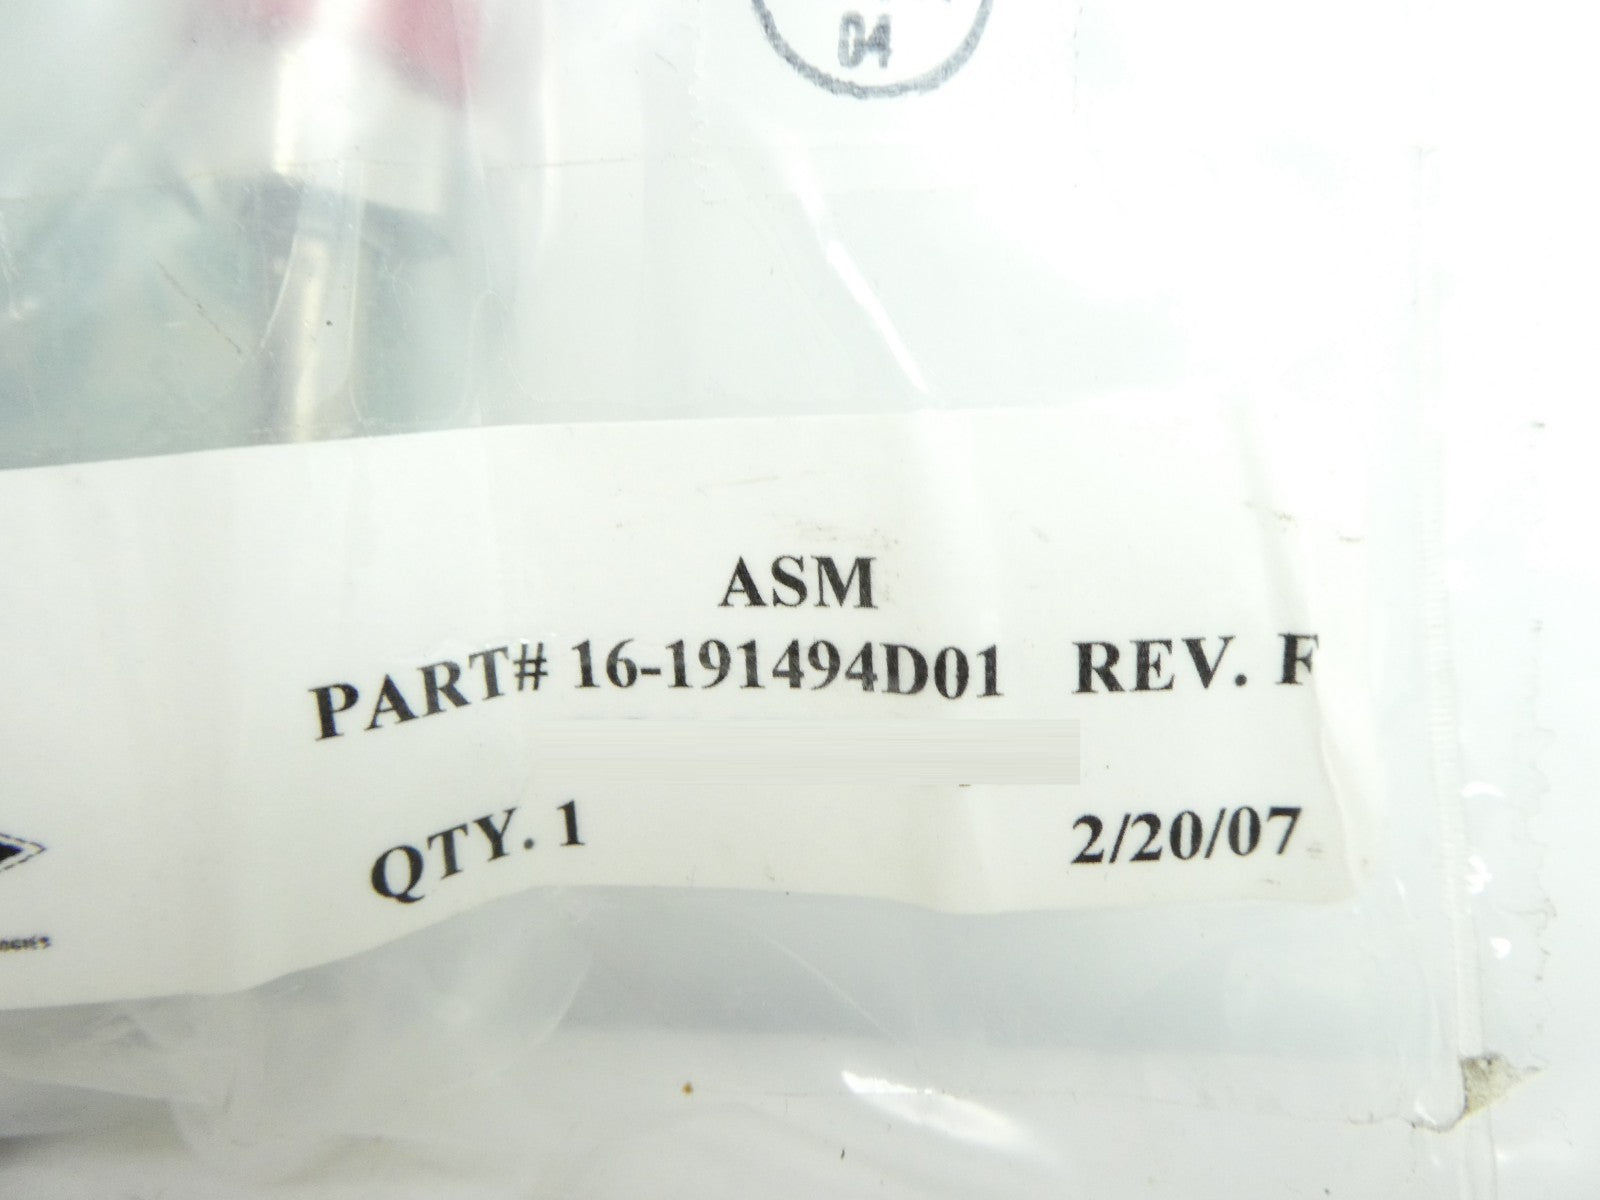 04
ASM
PART# 16-191494D01 REV. F
QTY. 1 2/20/07